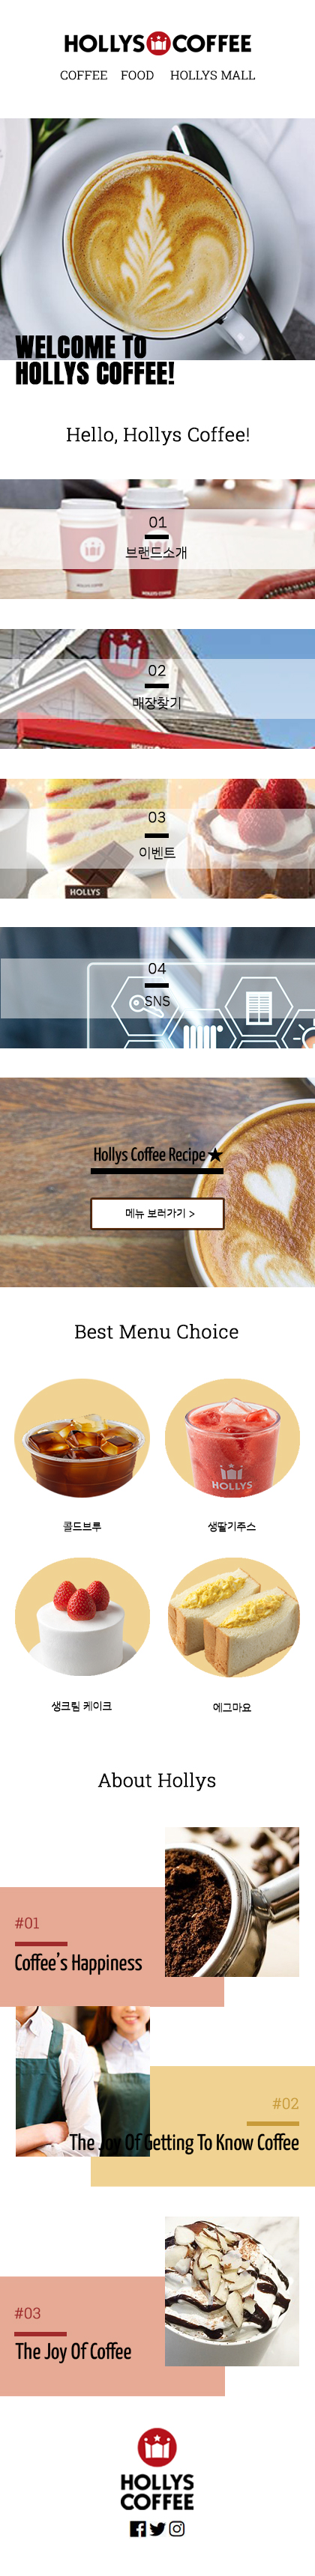 HOLLYS COFFEE
COFFEE FOOD HOLLYS MALL
WELCOME TO
HOLLYS COFFEE!
Hello, Hollys Coffee!
01
브랜드소개
HOLLYS COFFEE
02
매장찾기
03
이벤트
HOLLYS
04
SNS
Hollys Coffee Recipe★
메뉴 보러가기 >
Best Menu Choice
HOLLYS
콜드브루
생딸기주스
생크림 케이크
에그마요
About Hollys
#01
Coffee's Happiness
#02
The Joy Of Getting To Know Coffee
#03
The Joy Of Coffee
HOLLYS
COFFEE